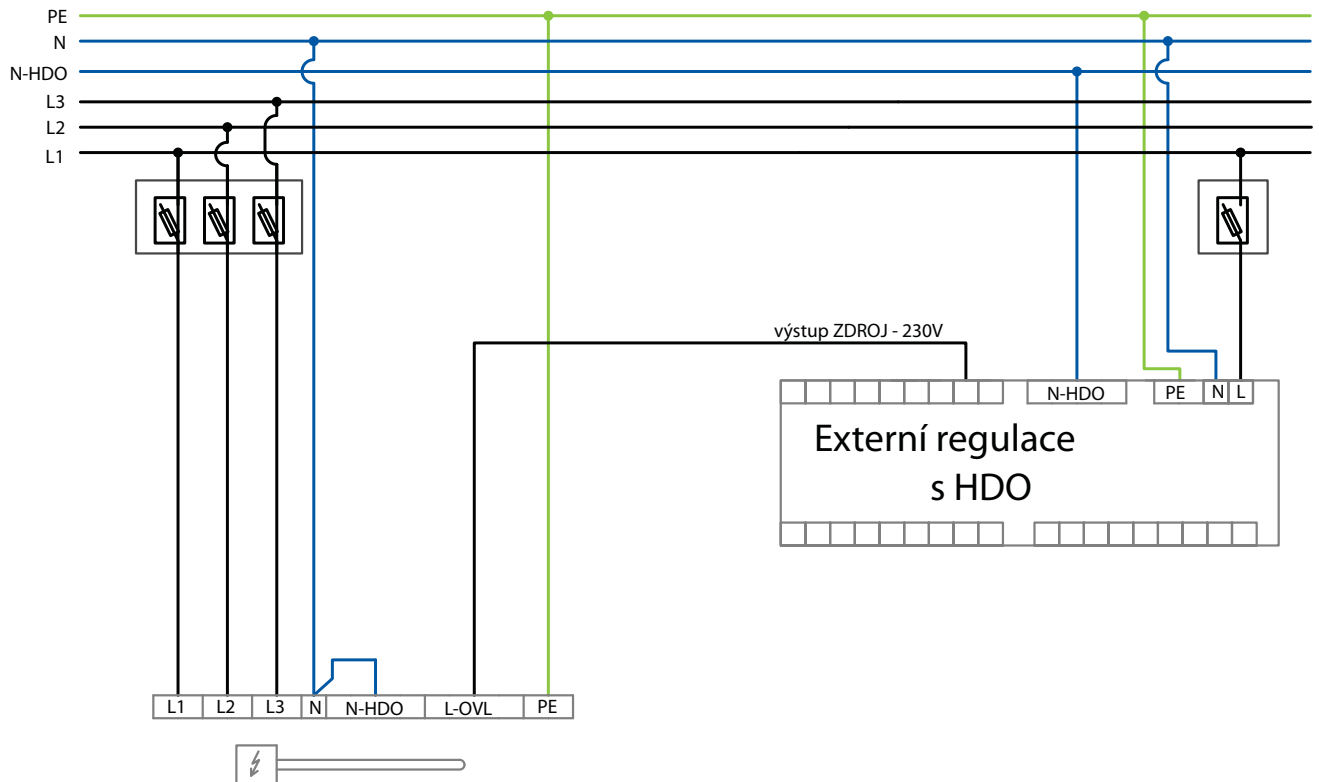 PE
N
N-HDO
L3
L2
L1
výstup ZDROJ - 230V
N-HDO PE N L
Externí regulace
s HDO
L1 L2 L3 N N-HDO L-OVL PE